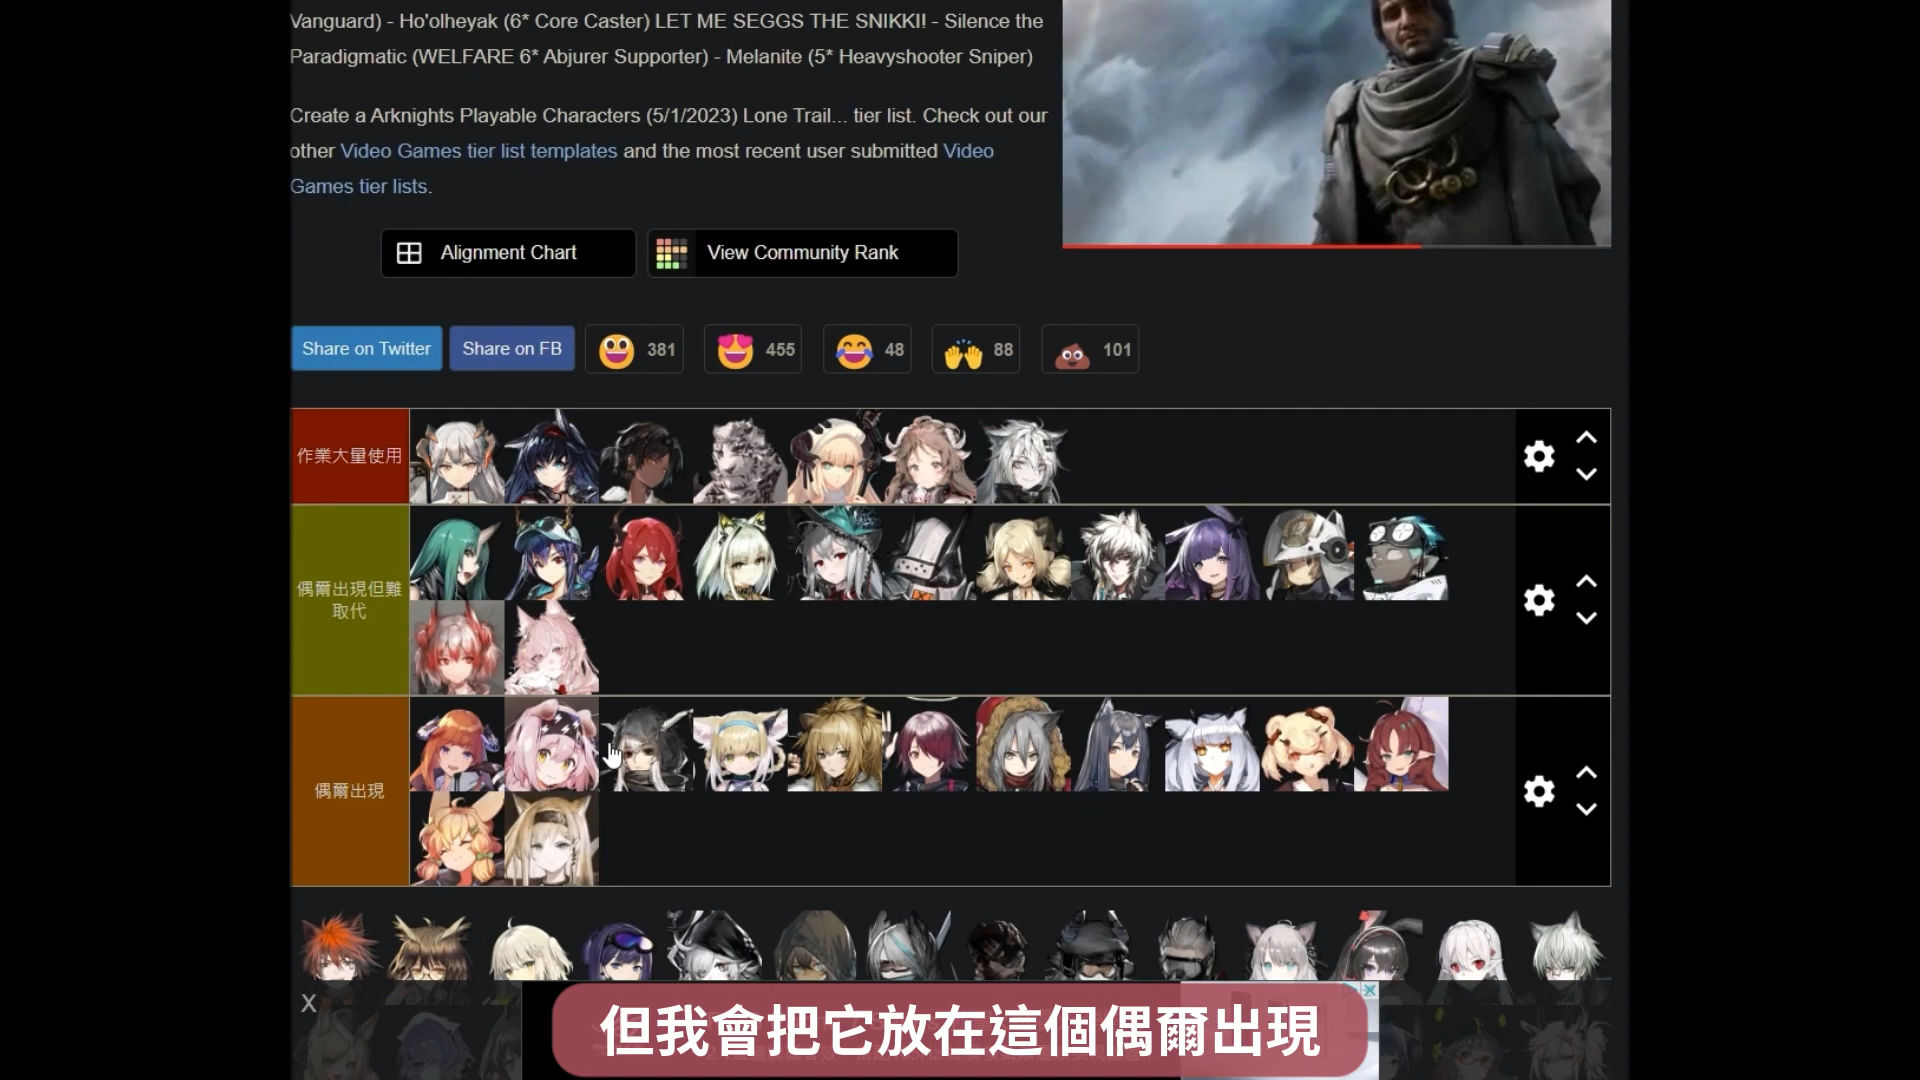 Vanguard) - Ho'olheyak (6* Core Caster) LET ME SEGGS THE SNIKKI! - Silence the
Paradigmatic (WELFARE 6* Abjurer Supporter) - Melanite (5* Heavyshooter Sniper)
Create a Arknights Playable Characters (5/1/2023) Lone Trail... tier list. Check out our
other Video Games tier list templates and the most recent user submitted Video
Games tier lists.
Alignment Chart
View Community Rank
Share on Twitter
Share on FB
381
455
48
88
101
作業大量使用
偶爾出現但難
取代
偶爾出現
X
但我會把它放在這個偶爾出現